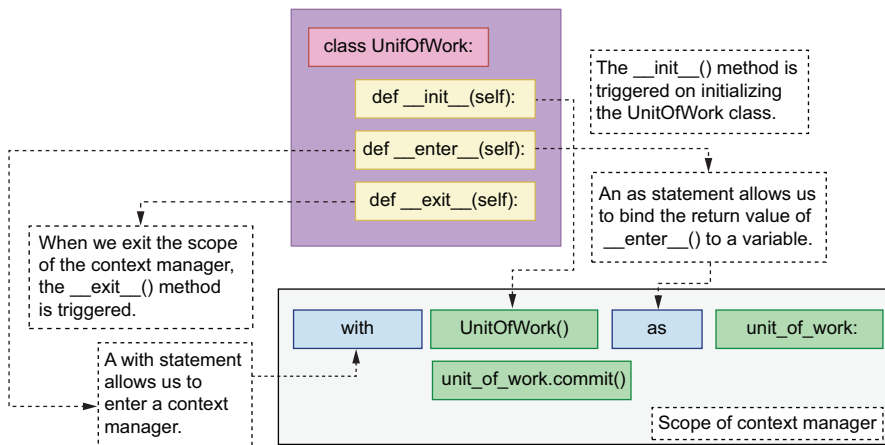 class UnifOfWork:
def __init__(self):
def __enter__(self):
def __exit__(self):
The __init__() method is
triggered on initializing
the UnitOfWork class.
An as statement allows us
to bind the return value of
__enter__() to a variable.
When we exit the scope
of the context manager,
the __exit__() method
is triggered.
A with statement
allows us to
enter a context
manager.
with UnitOfWork() as unit_of_work:
unit_of_work.commit()
Scope of context manager